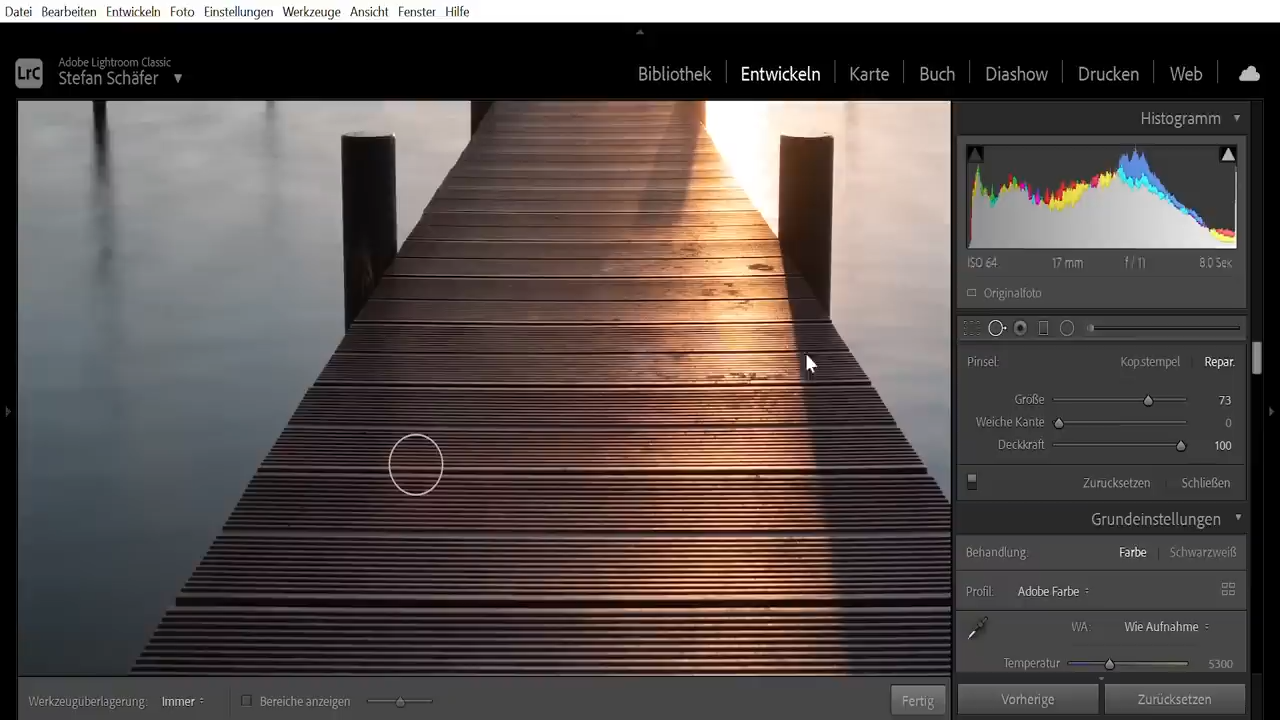 Datei Bearbeiten Entwickeln Foto Einstellungen Werkzeuge Ansicht Fenster Hilfe
LrC
Adobe Lightroom Classic
Stefan Schäfer
Bibliothek Entwickeln Karte Buch Diashow Drucken Web
Histogramm
ISO 64 17 mm f / 11 8.0 Sek
Originalfoto
Pinsel: Kop.stempel Repar.
Größe 73
Weiche Kante 0
Deckkraft 100
Zurücksetzen Schließen
Grundeinstellungen
Behandlung: Farbe Schwarzweiß
Profil: Adobe Farbe
WA: Wie Aufnahme
Temperatur 5300
Werkzeugüberlagerung: Immer Bereiche anzeigen Fertig Vorherige Zurücksetzen